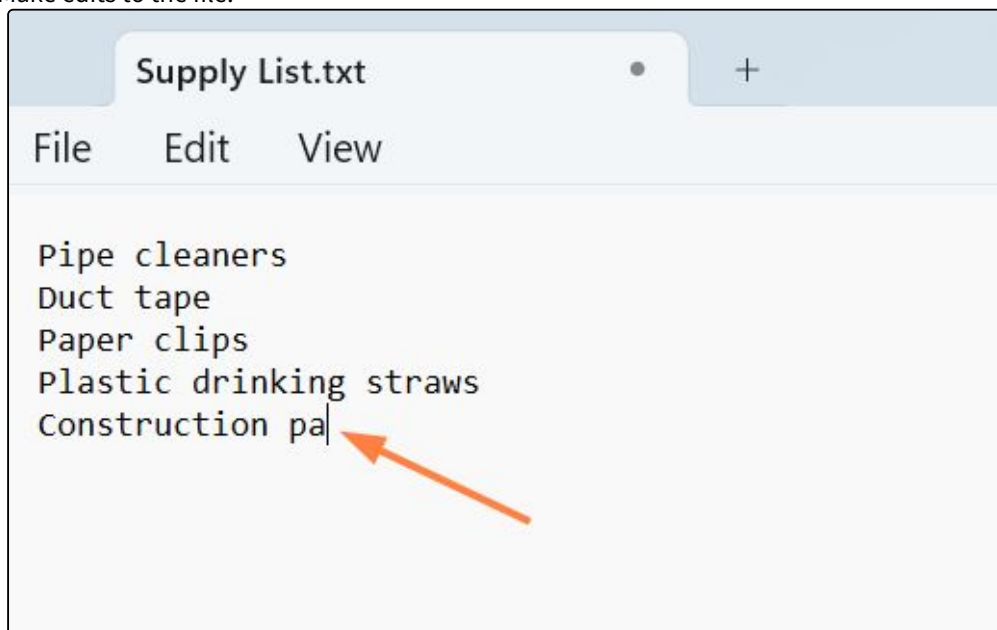 Make edits to the file.
Supply List.txt
+
File Edit View
Pipe cleaners
Duct tape
Paper clips
Plastic drinking straws
Construction pa